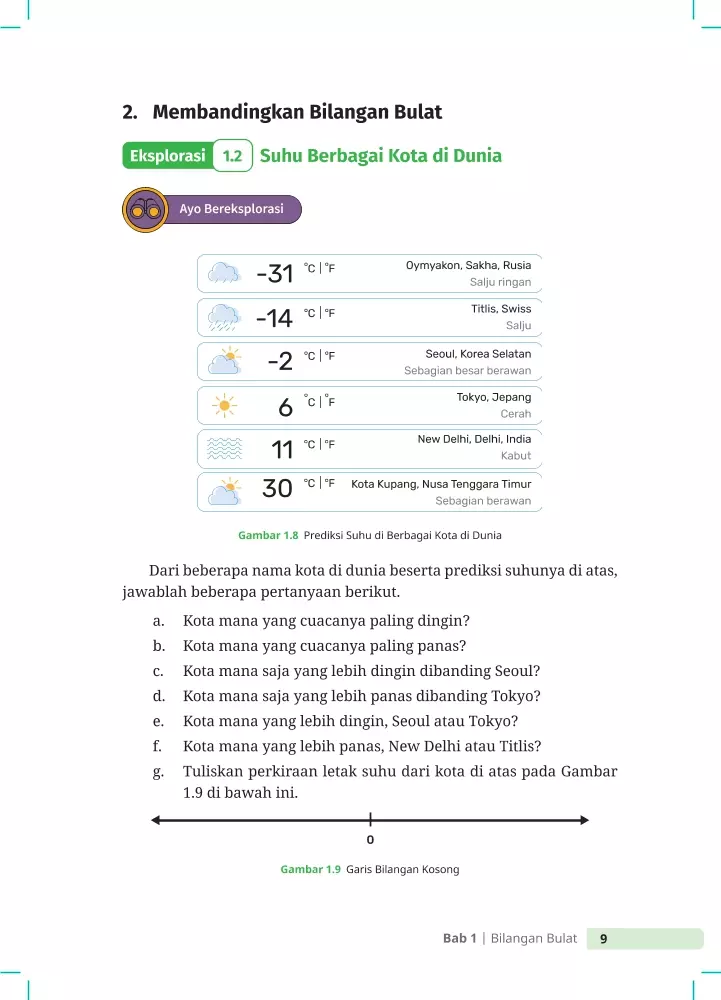 2. Membandingkan Bilangan Bulat
Eksplorasi 1.2 Suhu Berbagai Kota di Dunia
Ayo Bereksplorasi
-31 °C | °F Oymyakon, Sakha, Rusia
Salju ringan
-14 °C | °F Titlis, Swiss
Salju
-2 °C | °F Seoul, Korea Selatan
Sebagian besar berawan
6 °C | °F Tokyo, Jepang
Cerah
11 °C | °F New Delhi, Delhi, India
Kabut
30 °C | °F Kota Kupang, Nusa Tenggara Timur
Sebagian berawan
Gambar 1.8 Prediksi Suhu di Berbagai Kota di Dunia
Dari beberapa nama kota di dunia beserta prediksi suhunya di atas,
jawablah beberapa pertanyaan berikut.
a. Kota mana yang cuacanya paling dingin?
b. Kota mana yang cuacanya paling panas?
c. Kota mana saja yang lebih dingin dibanding Seoul?
d. Kota mana saja yang lebih panas dibanding Tokyo?
e. Kota mana yang lebih dingin, Seoul atau Tokyo?
f. Kota mana yang lebih panas, New Delhi atau Titlis?
g. Tuliskan perkiraan letak suhu dari kota di atas pada Gambar
1.9 di bawah ini.
0
Gambar 1.9 Garis Bilangan Kosong
Bab 1 | Bilangan Bulat 9